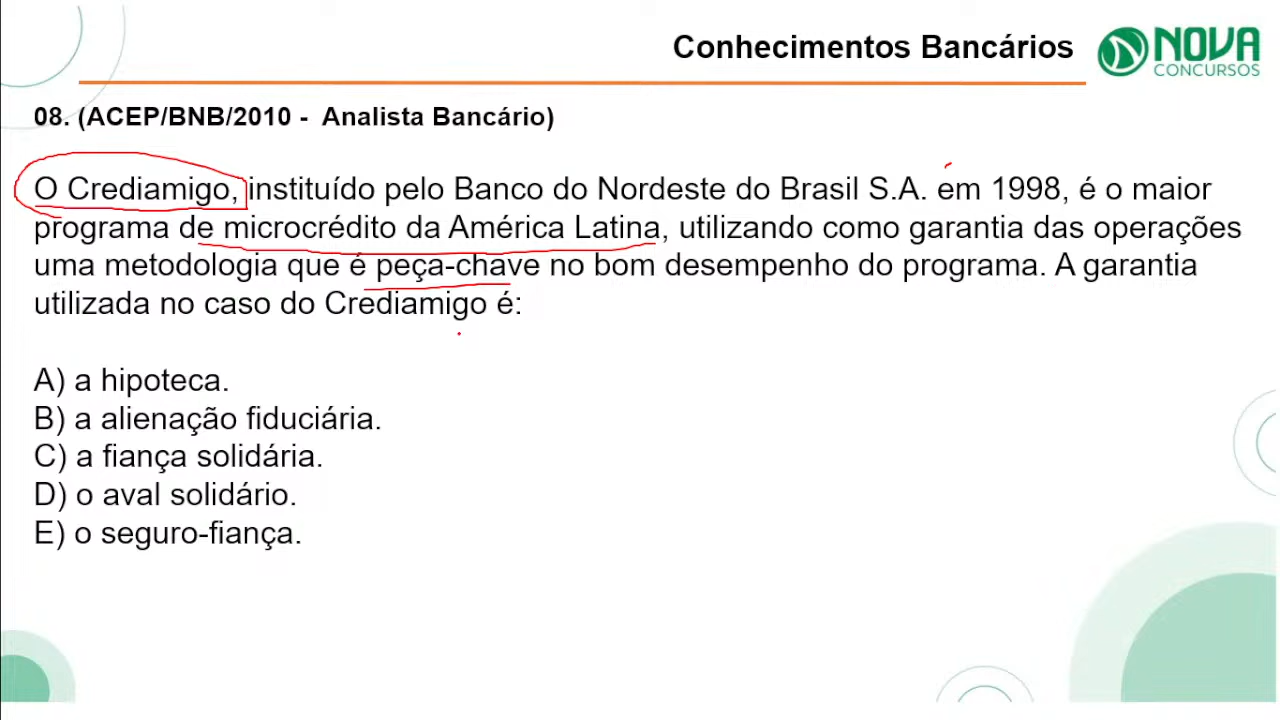 Conhecimentos Bancários
NOVA
CONCURSOS
08. (ACEP/BNB/2010 - Analista Bancário)
O Crediamigo, instituído pelo Banco do Nordeste do Brasil S.A. em 1998, é o maior
programa de microcrédito da América Latina, utilizando como garantia das operações
uma metodologia que é peça-chave no bom desempenho do programa. A garantia
utilizada no caso do Crediamigo é:
A) a hipoteca.
B) a alienação fiduciária.
C) a fiança solidária.
D) o aval solidário.
E) o seguro-fiança.